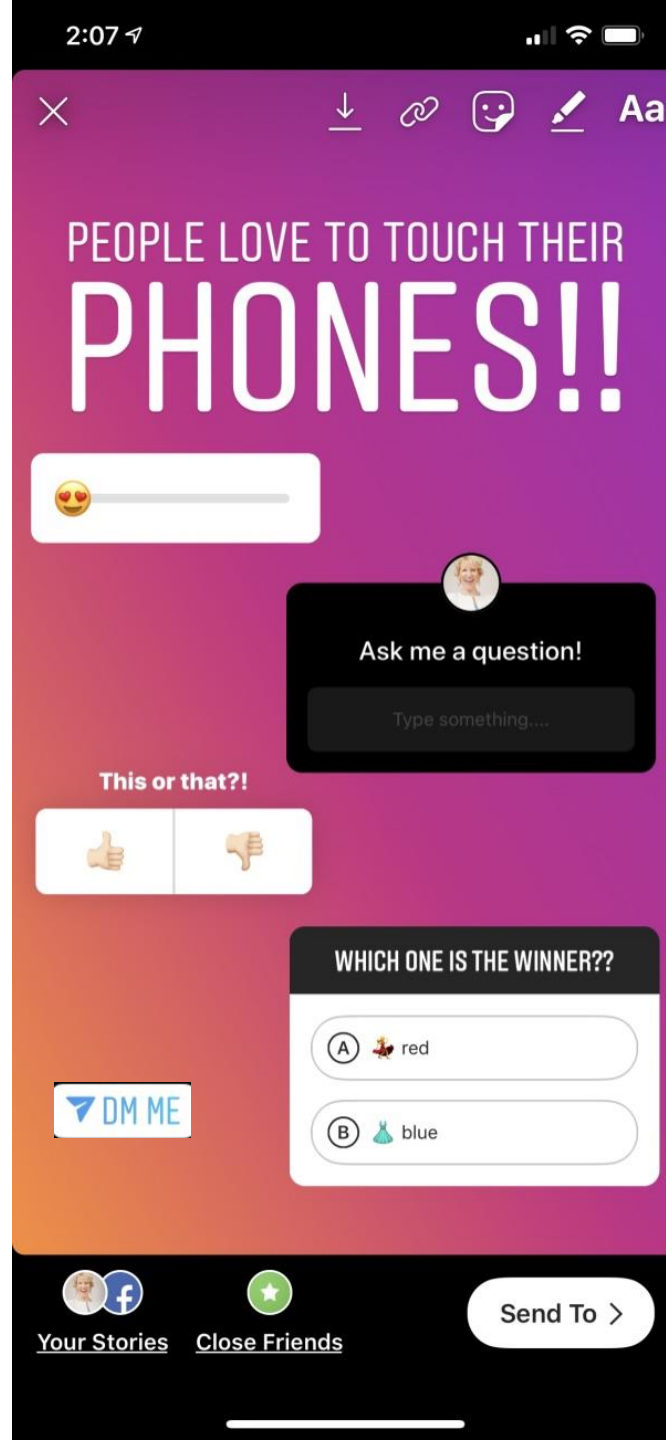 2:07
Aa
PEOPLE LOVE TO TOUCH THEIR
PHONES!!
Ask me a question!
Type something....
This or that?!
WHICH ONE IS THE WINNER??
A red
B blue
DM ME
Your Stories
Close Friends
Send To >